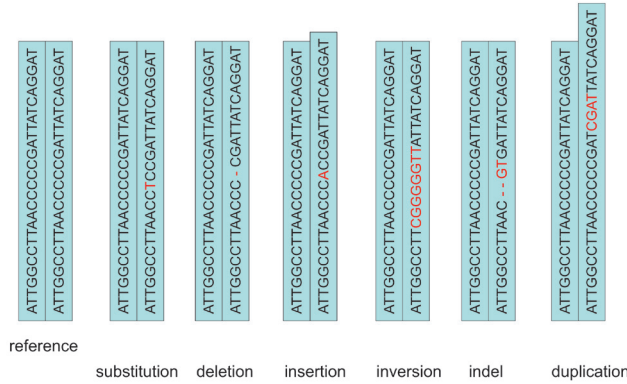 ATTGGCCTTAACCCCCGATTATCAGGAT
ATTGGCCTTAACCCCCGATTATCAGGAT
reference
ATTGGCCTTAACCCCCGATTATCAGGAT
ATTGGCCTTAACCTCCGATTATCAGGAT
substitution
ATTGGCCTTAACCCCCGATTATCAGGAT
ATTGGCCTTAACCC - CGATTATCAGGAT
deletion
ATTGGCCTTAACCCCCGATTATCAGGAT
ATTGGCCTTAACCCACCGATTATCAGGAT
insertion
ATTGGCCTTAACCCCCGATTATCAGGAT
ATTGGCCTTCGGGGGTTATTATCAGGAT
inversion
ATTGGCCTTAACCCCCGATTATCAGGAT
ATTGGCCTTAAC - - GTGATTATCAGGAT
indel
ATTGGCCTTAACCCCCGATTATCAGGAT
ATTGGCCTTAACCCCCGATCGATTATCAGGAT
duplication